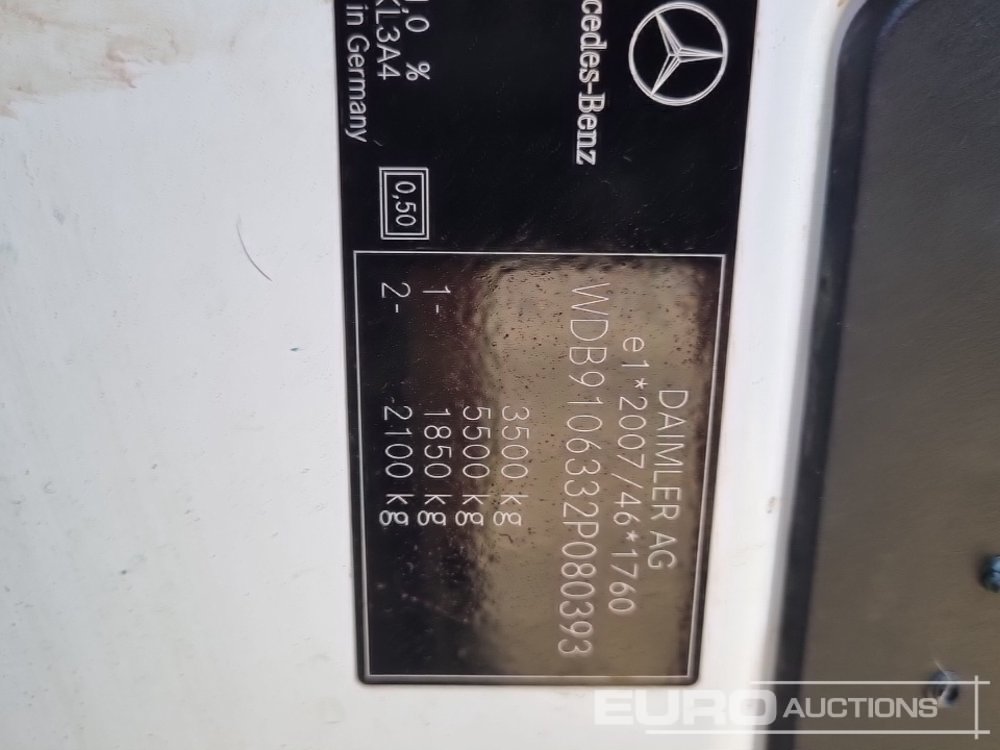 cedes-Benz
,0 %
KL3A4
in Germany
0,50
DAIMLER AG
e1*2007/46*1760
WDB9106332P080393
3500 kg
5500 kg
1- 1850 kg
2- 2100 kg
EURO AUCTIONS